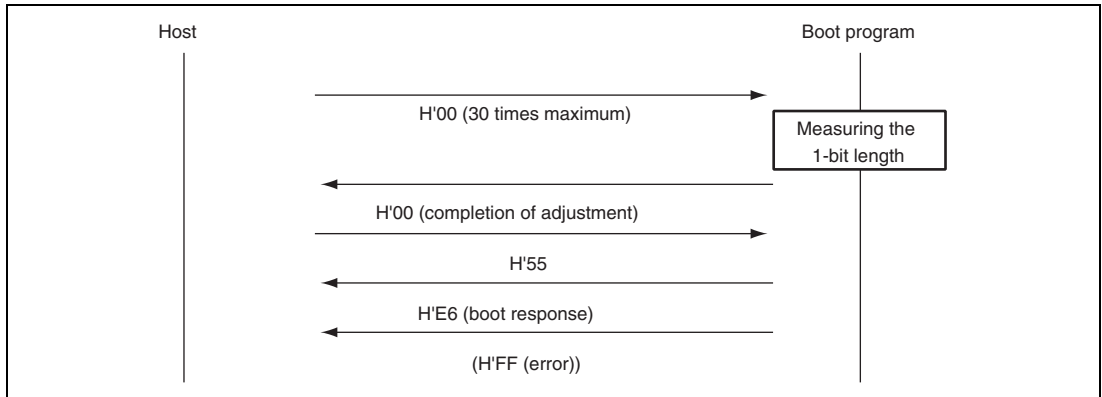 Host
Boot program
H'00 (30 times maximum)
Measuring the
1-bit length
H'00 (completion of adjustment)
H'55
H'E6 (boot response)
(H'FF (error))